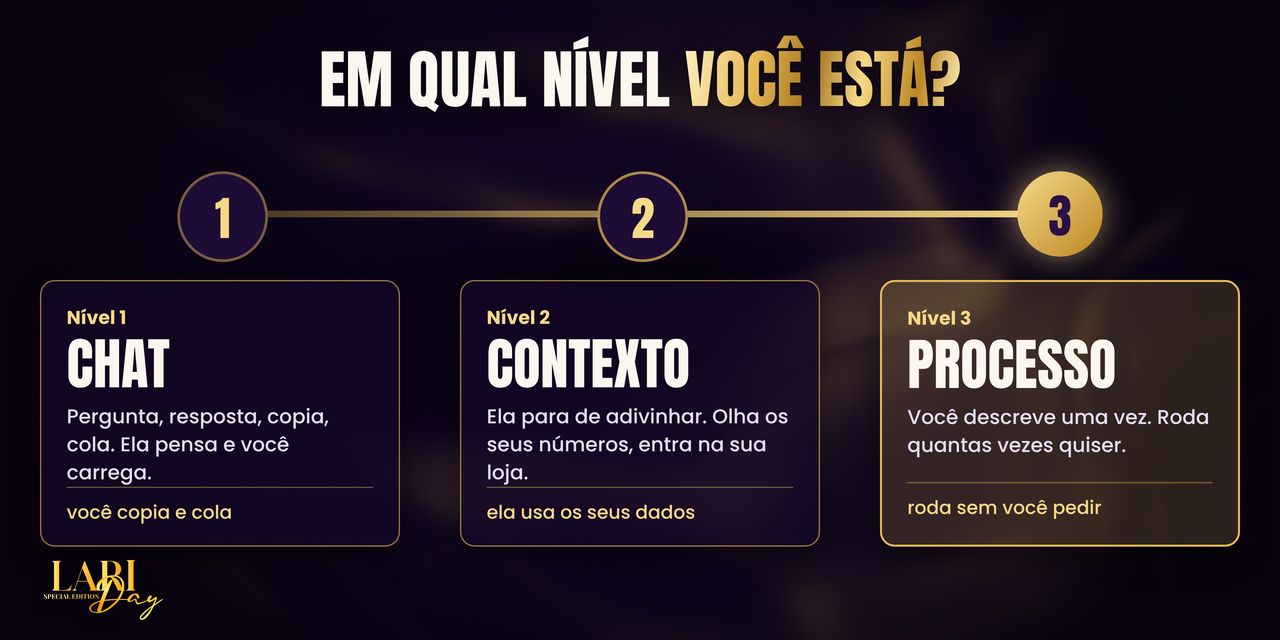 EM QUAL NÍVEL VOCÊ ESTÁ?
1
2
3
Nível 1
CHAT
Pergunta, resposta, copia,
cola. Ela pensa e você
carrega.
você copia e cola
Nível 2
CONTEXTO
Ela para de adivinhar. Olha os
seus números, entra na sua
loja.
ela usa os seus dados
Nível 3
PROCESSO
Você descreve uma vez. Roda
quantas vezes quiser.
roda sem você pedir
LABI
SPECIAL EDITION
Day